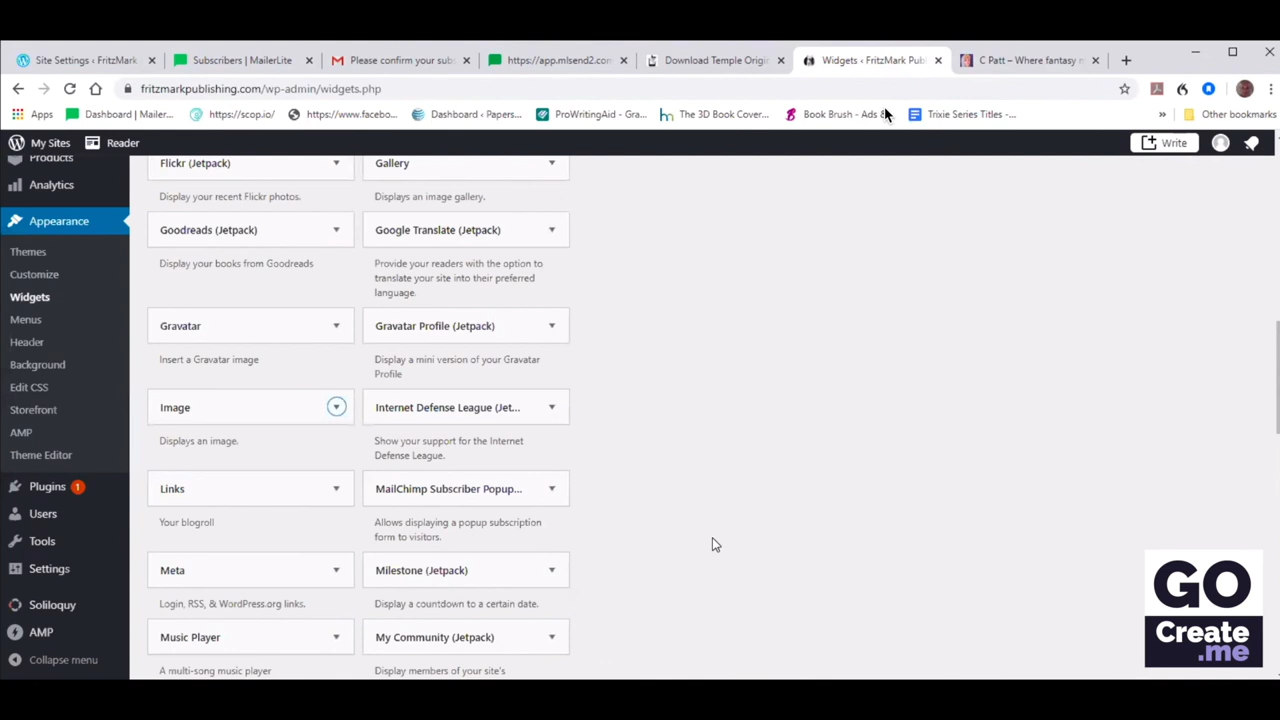 Site Settings ‹ FritzMark
Subscribers | MailerLite
Please confirm your subs
https://app.mlsend2.com
Download Temple Origin
Widgets ‹ FritzMark Publ
C Patt – Where fantasy m
fritzmarkpublishing.com/wp-admin/widgets.php
Apps
Dashboard | Mailer...
https://scop.io/
https://www.facebo...
Dashboard ‹ Papers...
ProWritingAid - Gra...
The 3D Book Cover...
Book Brush - Ads &
Trixie Series Titles -...
»
Other bookmarks
My Sites
Reader
Write
Products
Analytics
Appearance
Themes
Customize
Widgets
Menus
Header
Background
Edit CSS
Storefront
AMP
Theme Editor
Plugins 1
Users
Tools
Settings
Soliloquy
AMP
Collapse menu
Flickr (Jetpack)
Gallery
Display your recent Flickr photos.
Displays an image gallery.
Goodreads (Jetpack)
Google Translate (Jetpack)
Display your books from Goodreads
Provide your readers with the option to
translate your site into their preferred
language.
Gravatar
Gravatar Profile (Jetpack)
Insert a Gravatar image
Display a mini version of your Gravatar
Profile
Image
Internet Defense League (Jet...
Displays an image.
Show your support for the Internet
Defense League.
Links
MailChimp Subscriber Popup...
Your blogroll
Allows displaying a popup subscription
form to visitors.
Meta
Milestone (Jetpack)
Login, RSS, & WordPress.org links.
Display a countdown to a certain date.
Music Player
My Community (Jetpack)
A multi-song music player
Display members of your site's
GO
Create
.me